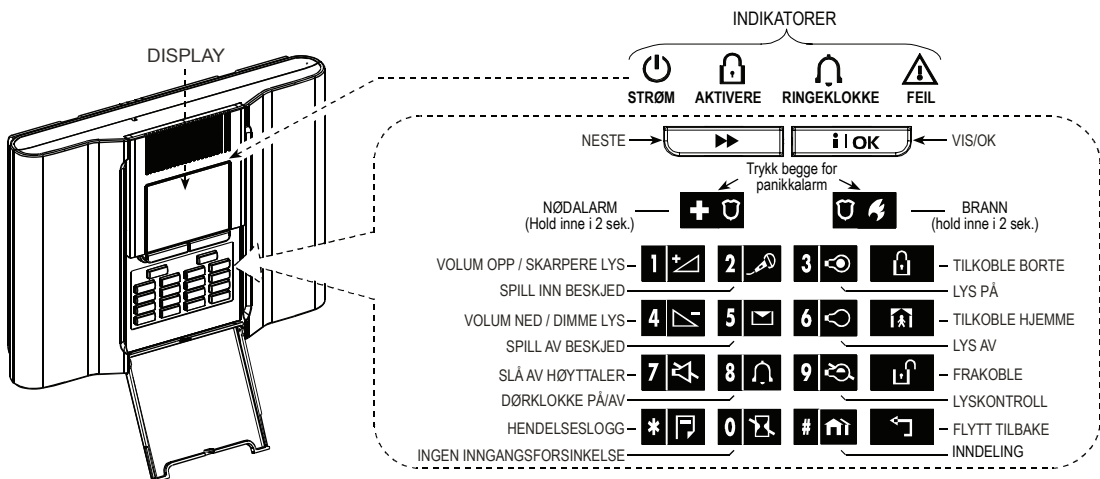 INDIKATORER
DISPLAY
STRØM AKTIVERE RINGEKLOKKE FEIL
NESTE i OK VIS/OK
Trykk begge for
panikkalarm
NØDALARM
(Hold inne i 2 sek.)
BRANN
(hold inne i 2 sek.)
VOLUM OPP / SKARPERE LYS 1 2 3 TILKOBLE BORTE
SPILL INN BESKJED LYS PÅ
VOLUM NED / DIMME LYS 4 5 6 TILKOBLE HJEMME
SPILL AV BESKJED LYS AV
SLÅ AV HØYTTALER 7 8 9 FRAKOBLE
DØRKLOKKE PÅ/AV LYSKONTROLL
HENDELSESLOGG * 0 # FLYTT TILBAKE
INGEN INNGANGSFORSINKELSE INNDELING